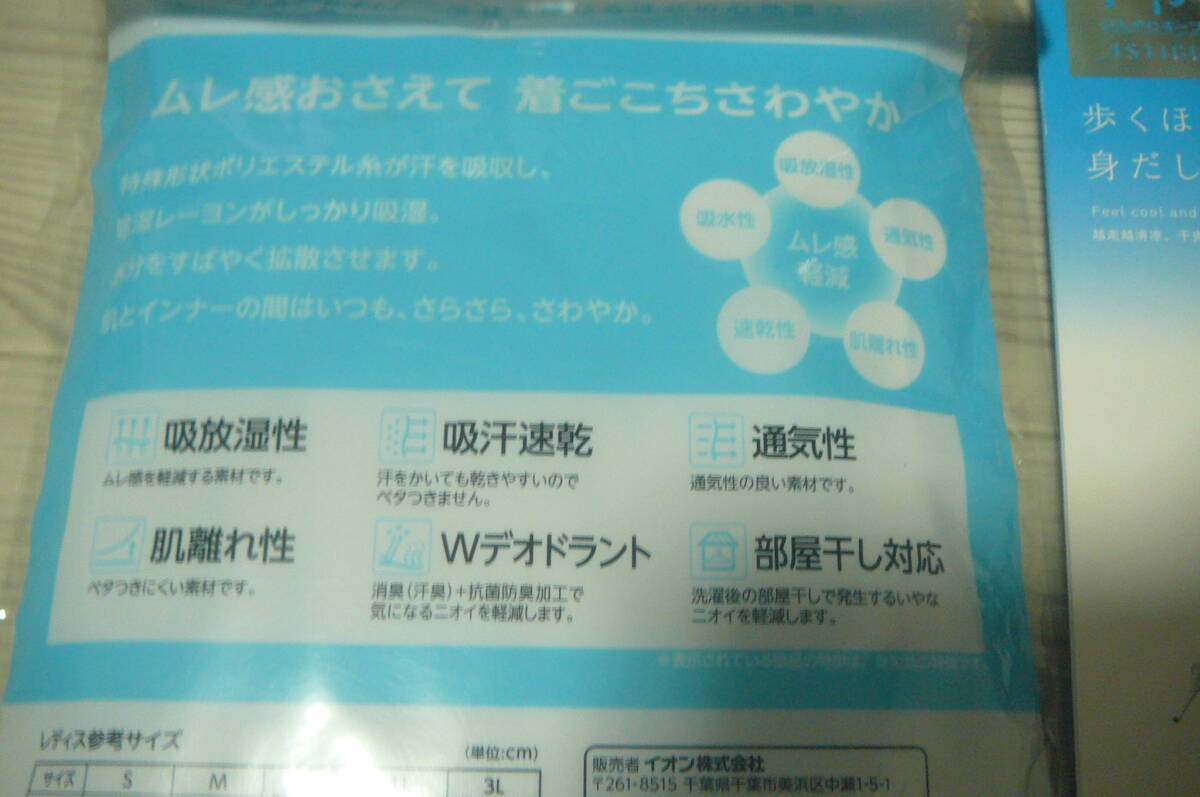 ムレ感おさえて 着ごこちさわやか
特殊形状ポリエステル糸が汗を吸収し、
レーヨンがしっかり吸湿。
をすばやく拡散させます。
肌とインナーの間はいつも、さらさら、さわやか。
吸放湿性
吸水性
通気性
ムレ感
軽減
速乾性
肌離れ性
吸放湿性
ムレ感を軽減する素材です。
吸汗速乾
汗をかいても乾きやすいので
ベタつきません。
通気性
通気性の良い素材です。
肌離れ性
ベタつきにくい素材です。
Wデオドラント
消臭(汗臭)+抗菌防臭加工で
気になるニオイを軽減します。
部屋干し対応
洗濯後の部屋干しで発生するいやな
ニオイを軽減します。
レディス参考サイズ
(単位:cm)
サイズ S M 3L
販売者 イオン株式会社
〒261-8515 千葉県千葉市美浜区中瀬1-5-1
歩くほ
身だし
Feel cool and
越走越清凉。